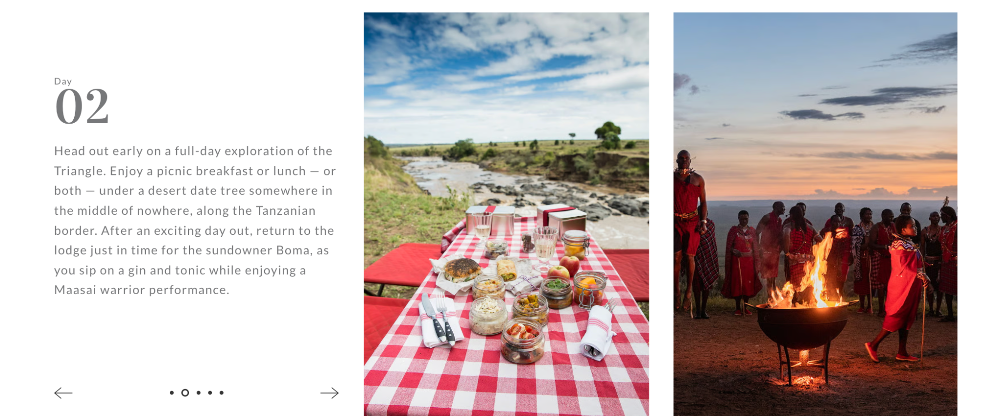 Day
02
Head out early on a full-day exploration of the
Triangle. Enjoy a picnic breakfast or lunch — or
both — under a desert date tree somewhere in
the middle of nowhere, along the Tanzanian
border. After an exciting day out, return to the
lodge just in time for the sundowner Boma, as
you sip on a gin and tonic while enjoying a
Maasai warrior performance.